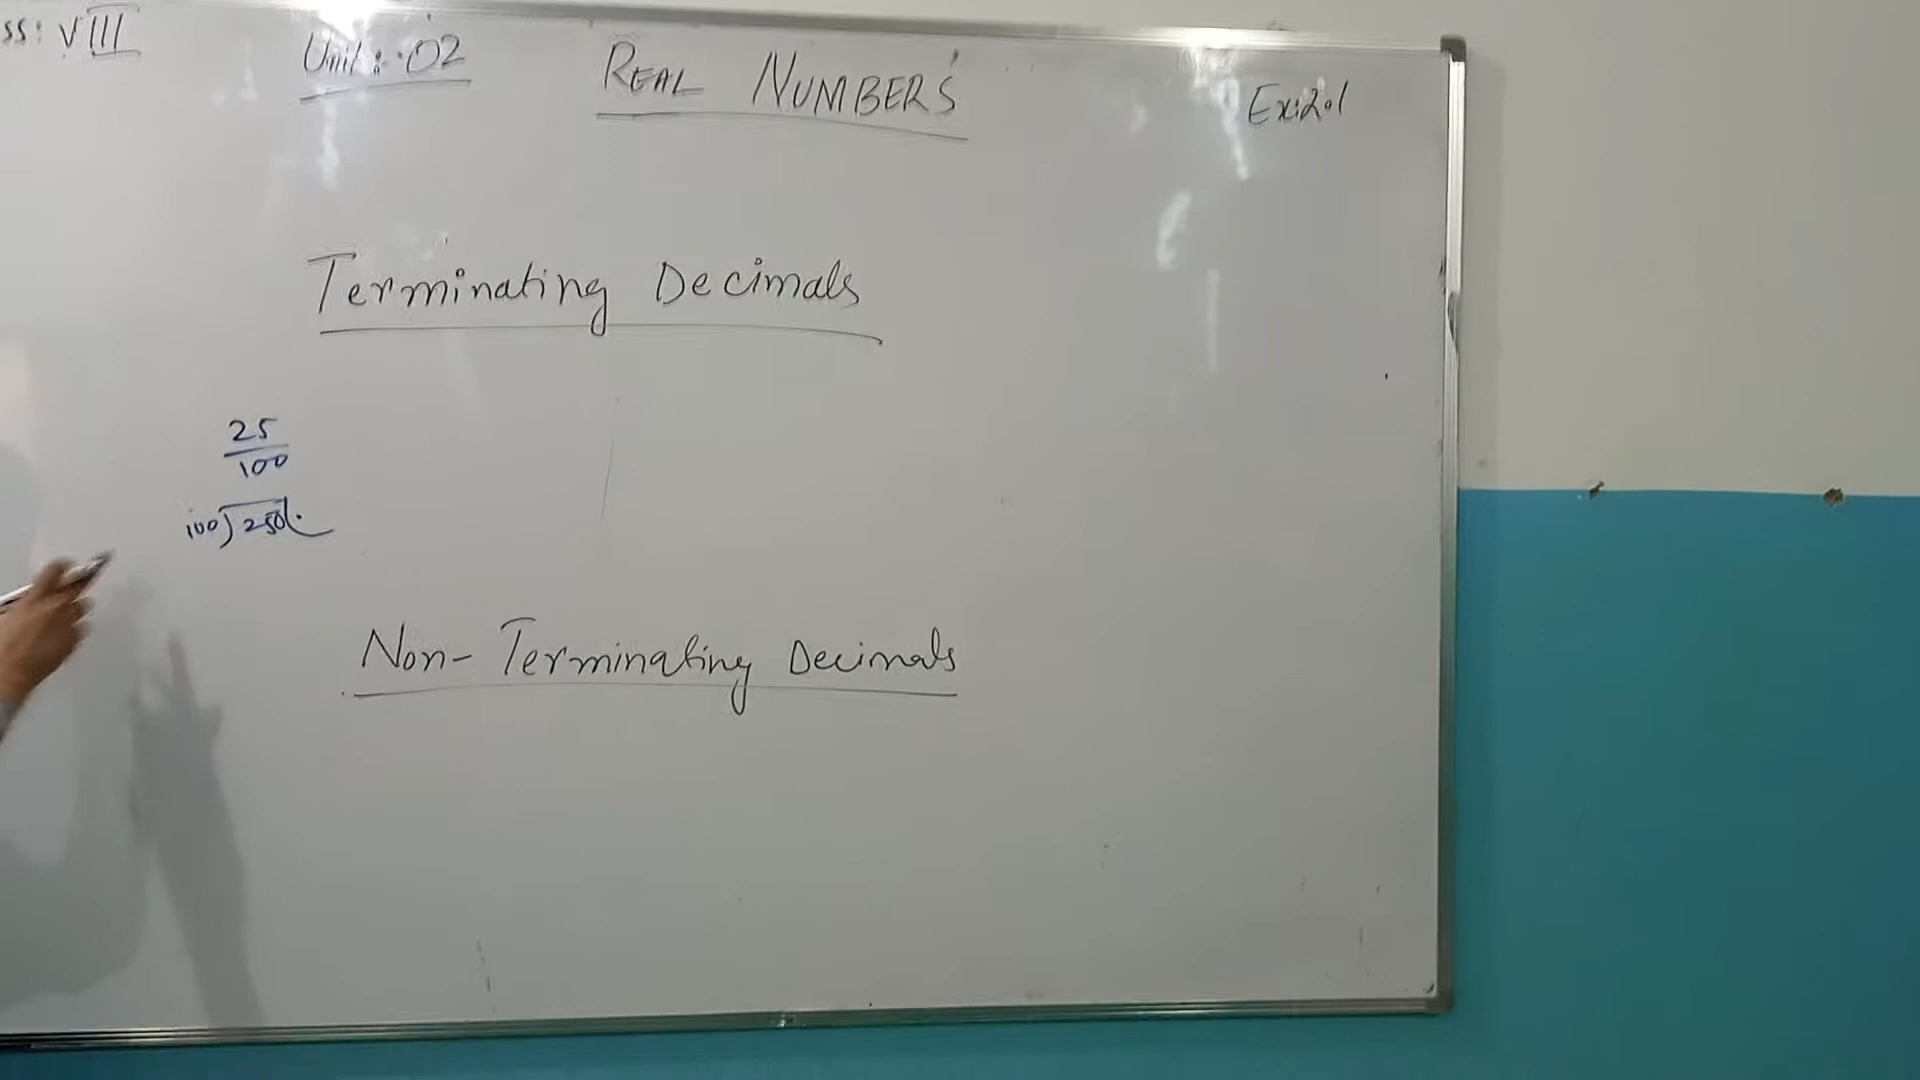 ss: VIII
Unit: 02
REAL NUMBERS
Ex:2.1
Terminating Decimals
25
100
100) 250
Non-Terminating Decimals